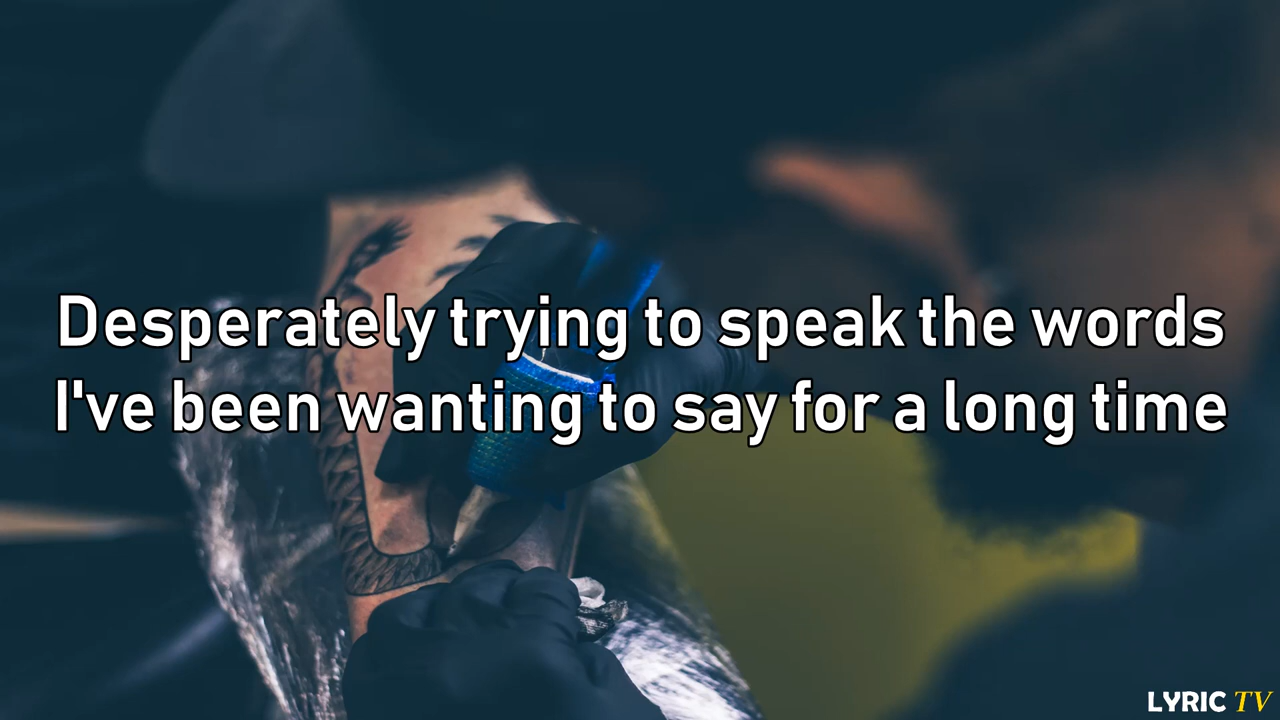 Desperately trying to speak the words
I've been wanting to say for a long time
LYRIC TV